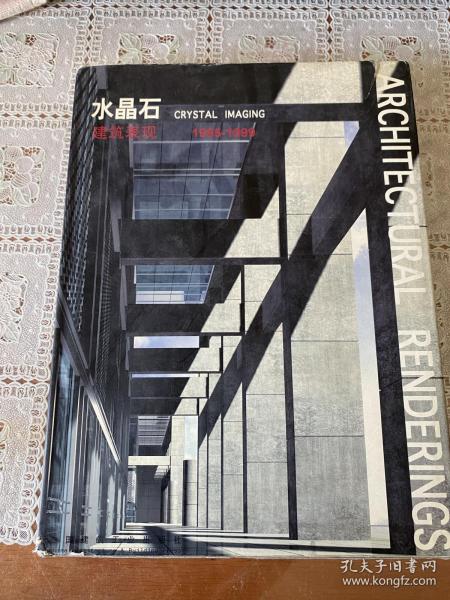 水晶石 CRYSTAL IMAGING
建筑表现 1995-1999
ARCHITECTURAL RENDERINGS
孔夫子旧书网
www.kongfz.com